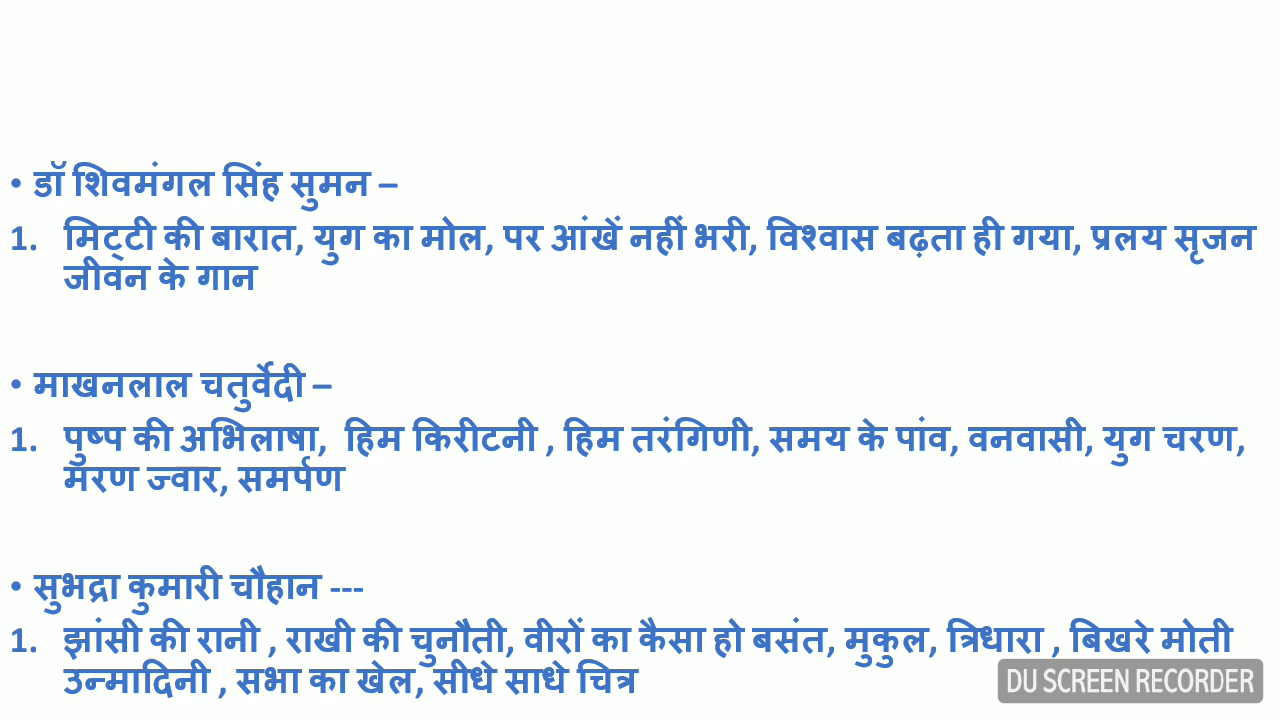 • डॉ शिवमंगल सिंह सुमन –
1. मिट्टी की बारात, युग का मोल, पर आंखें नहीं भरी, विश्वास बढ़ता ही गया, प्रलय सृजन
जीवन के गान
• माखनलाल चतुर्वेदी –
1. पुष्प की अभिलाषा, हिम किरीटनी , हिम तरंगिणी, समय के पांव, वनवासी, युग चरण,
मरण ज्वार, समर्पण
• सुभद्रा कुमारी चौहान ---
1. झांसी की रानी , राखी की चुनौती, वीरों का कैसा हो बसंत, मुकुल, त्रिधारा , बिखरे मोती
उन्मादिनी , सभा का खेल, सीधे साधे चित्र
DU SCREEN RECORDER